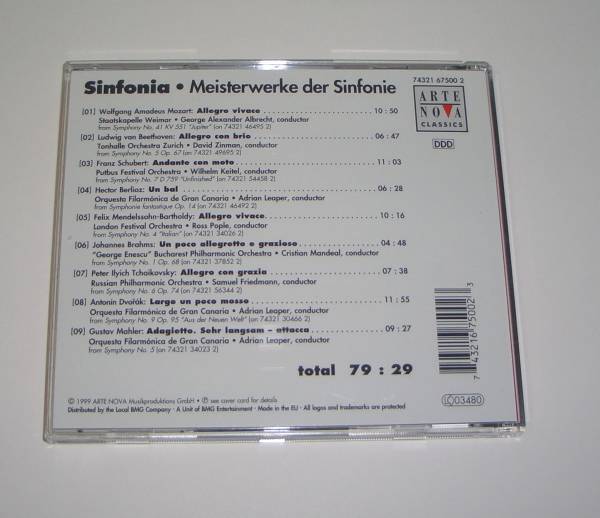 Sinfonia • Meisterwerke der Sinfonie
74321 67500 2
ARTE
NOVA
CLASSICS
DDD
[01] Wolfgang Amadeus Mozart: Allegro vivace 10 : 50
Staatskapelle Weimar • George Alexander Albrecht, conductor
from Symphony No. 41 KV 551 "Jupiter" (on 74321 46495 2)
[02] Ludwig van Beethoven: Allegro con brio 06 : 47
Tonhalle Orchestra Zurich • David Zinman, conductor
from Symphony No. 5 Op. 67 (on 74321 49695 2)
[03] Franz Schubert: Andante con moto 11 : 03
Putbus Festival Orchestra • Wilhelm Keitel, conductor
from Symphony No. 7 D 759 "Unfinished" (on 74321 54458 2)
[04] Hector Berlioz: Un bal 06 : 28
Orquesta Filarmónica de Gran Canaria • Adrian Leaper, conductor
from Symphonie fantastique Op. 14 (on 74321 46492 2)
[05] Felix Mendelssohn-Bartholdy: Allegro vivace 10 : 16
London Festival Orchestra • Ross Pople, conductor
from Symphony No. 4 "Italian" (on 74321 34026 2)
[06] Johannes Brahms: Un poco allegretto e grazioso 04 : 48
"George Enescu" Bucharest Philharmonic Orchestra • Cristian Mandeal, conductor
from Symphony No. 1 Op. 68 (on 74321 37852 2)
[07] Peter Ilyich Tchaikovsky: Allegro con grazia 07 : 38
Russian Philharmonic Orchestra • Samuel Friedmann, conductor
from Symphony No. 6 Op. 74 (on 74321 56344 2)
[08] Antonin Dvořák: Largo un poco mosso 11 : 55
Orquesta Filarmónica de Gran Canaria • Adrian Leaper, conductor
from Symphony No. 9 Op. 95 "Aus der Neuen Welt" (on 74321 30466 2)
[09] Gustav Mahler: Adagietto. Sehr langsam – attacca 09 : 27
Orquesta Filarmónica de Gran Canaria • Adrian Leaper, conductor
from Symphony No. 5 (on 74321 34023 2)
total 79 : 29
7 43216 75002 3
LC 03480
© 1999 ARTE NOVA Musikproduktions GmbH • ℗ see cover card for details
Distributed by the Local BMG Company • A Unit of BMG Entertainment • Made in the EU • All logos and trademarks are protected